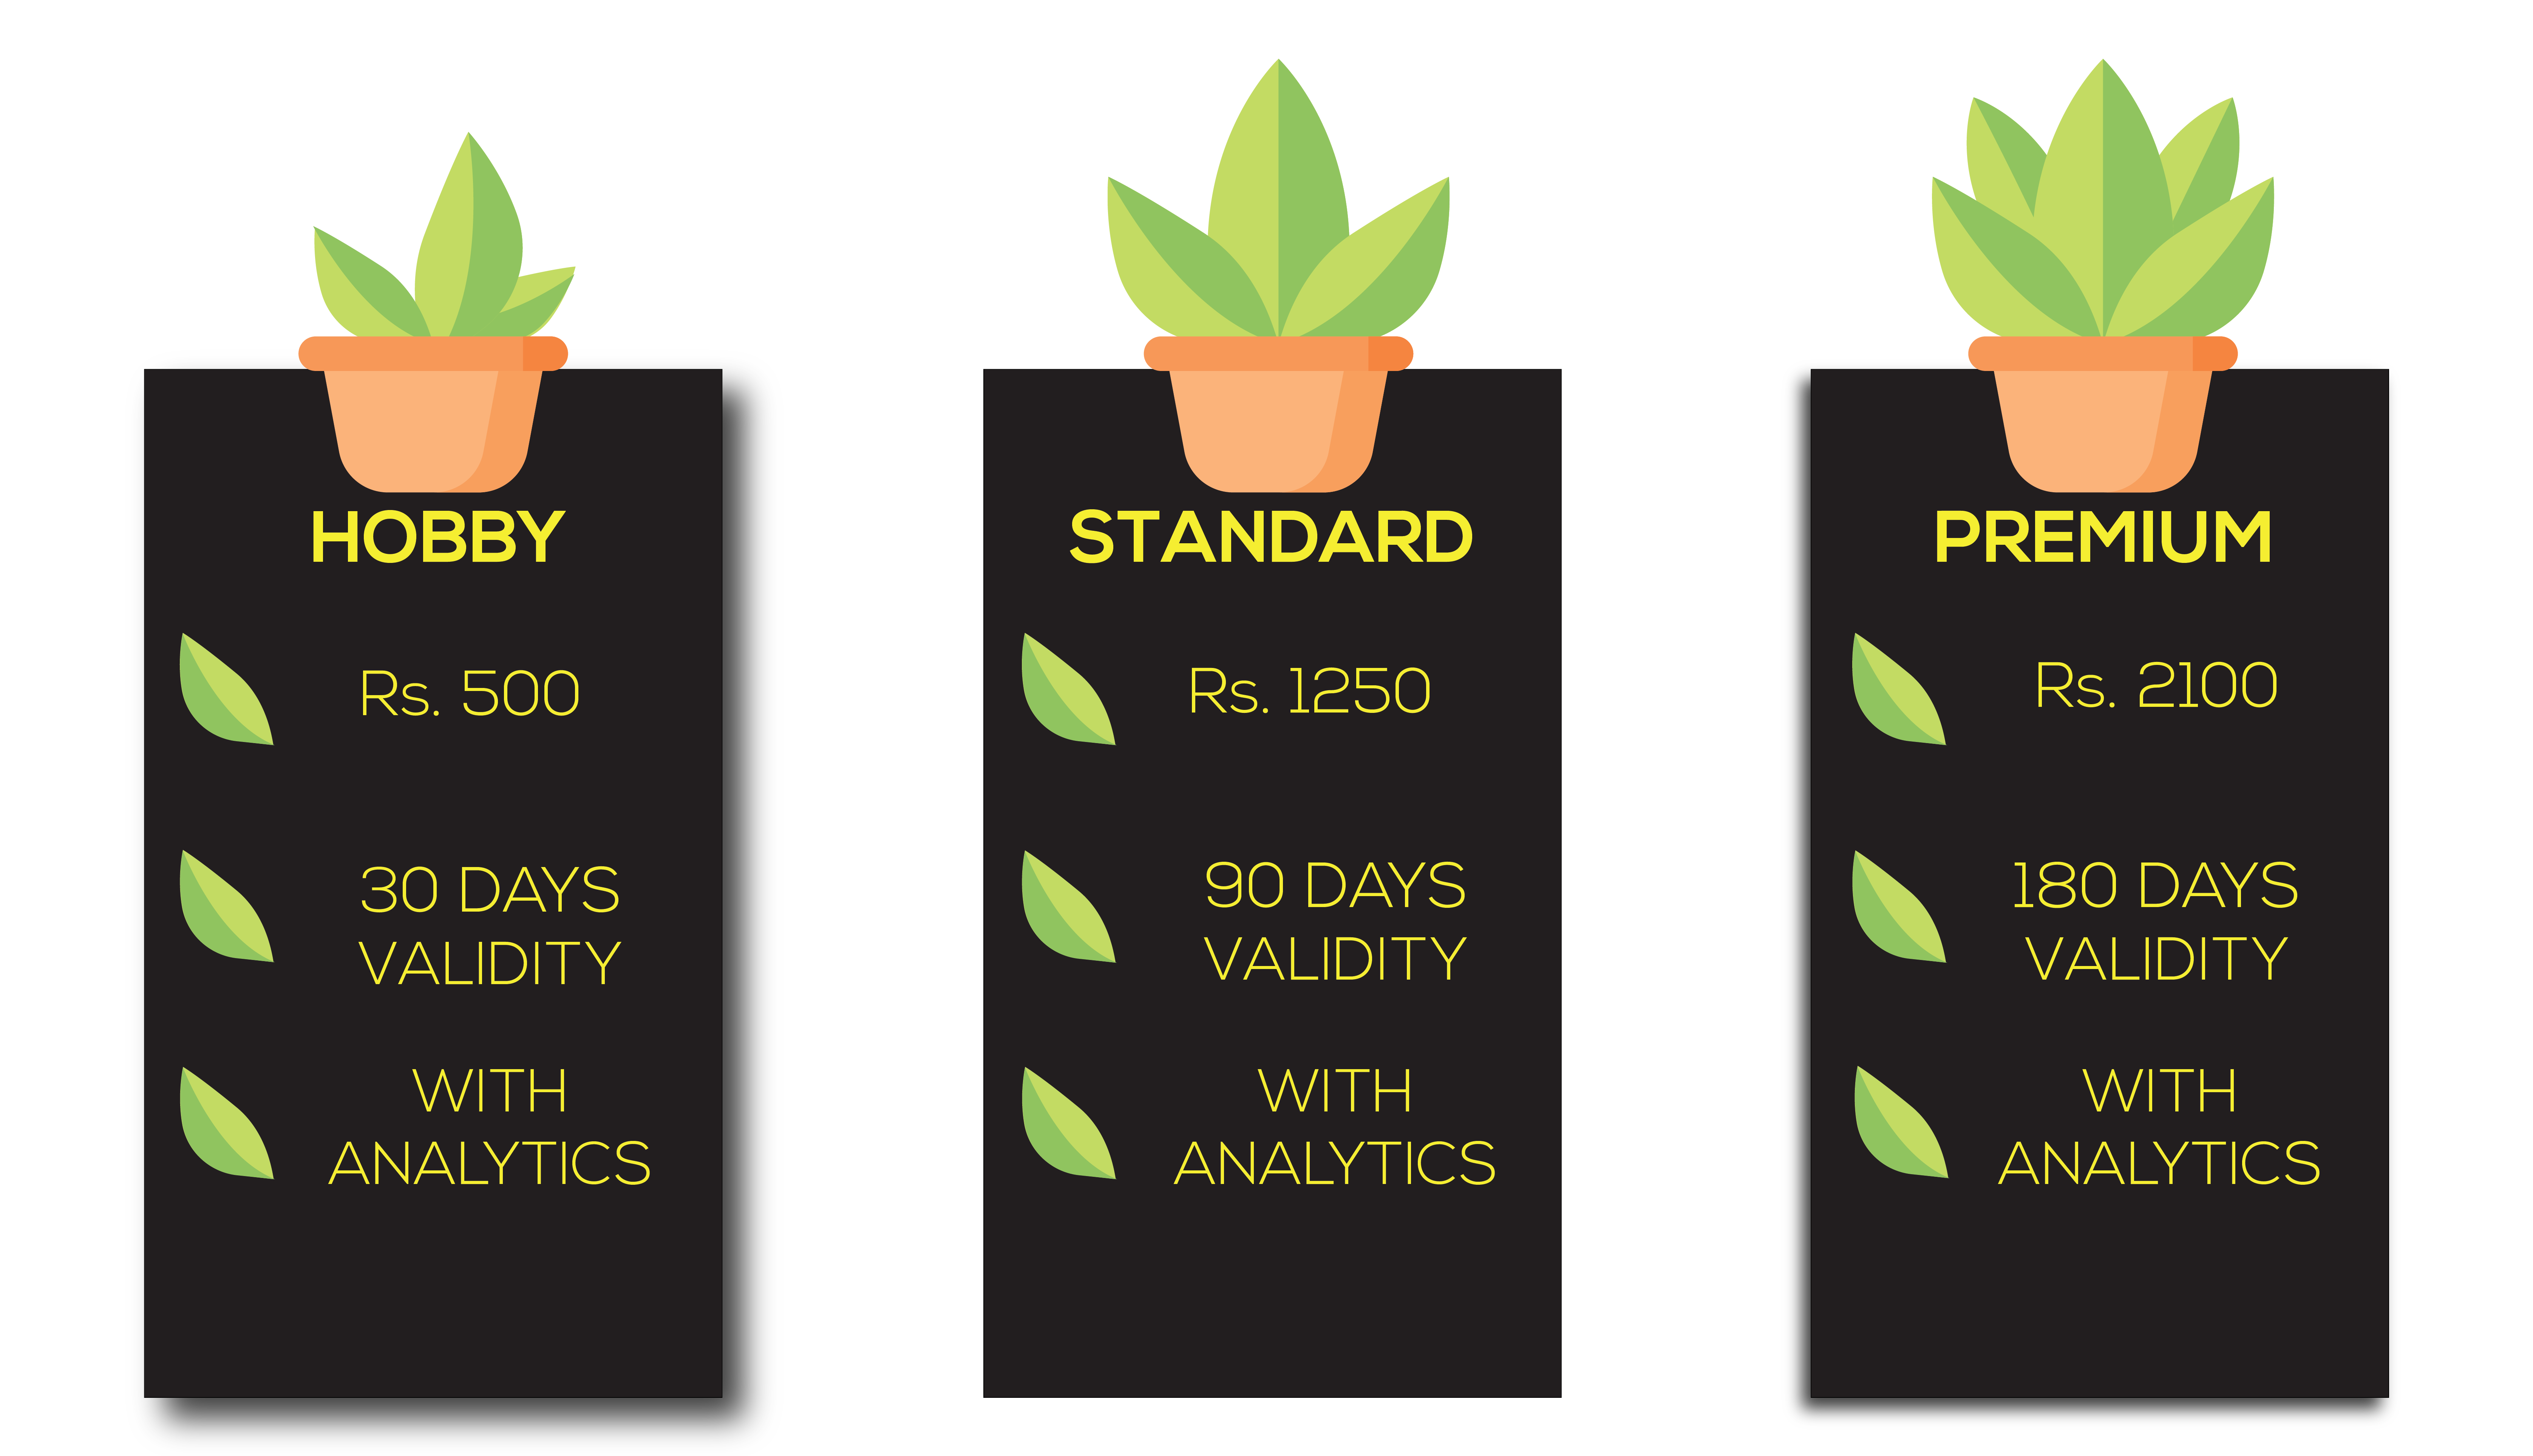 HOBBY
Rs. 500
30 DAYS
VALIDITY
WITH
ANALYTICS
STANDARD
Rs. 1250
90 DAYS
VALIDITY
WITH
ANALYTICS
PREMIUM
Rs. 2100
180 DAYS
VALIDITY
WITH
ANALYTICS